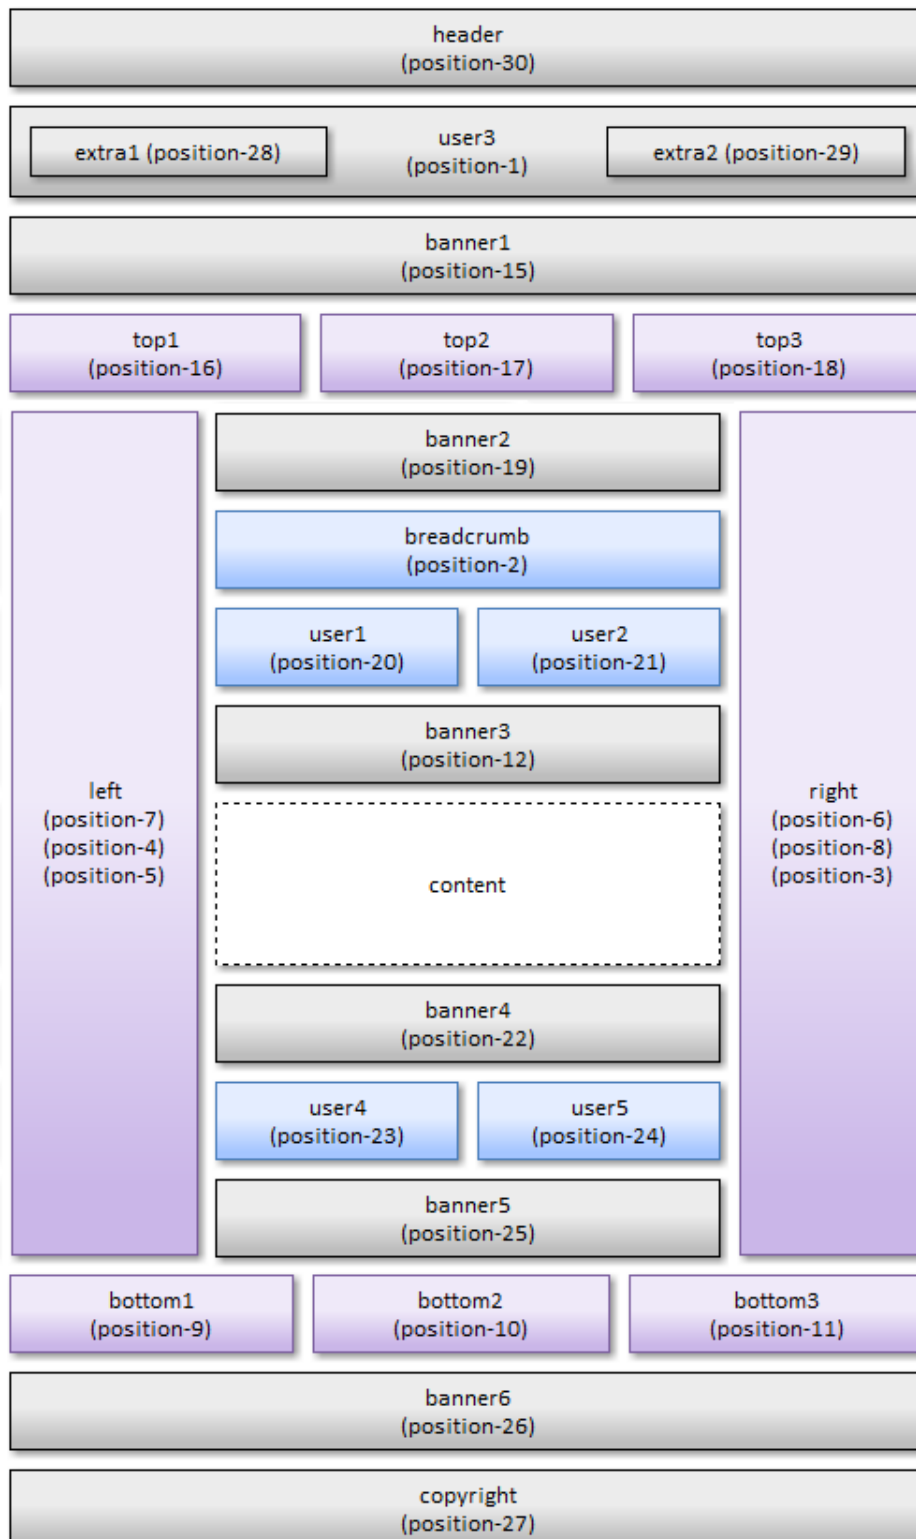 header
(position-30)
extra1 (position-28)
user3
(position-1)
extra2 (position-29)
banner1
(position-15)
top1
(position-16)
top2
(position-17)
top3
(position-18)
left
(position-7)
(position-4)
(position-5)
banner2
(position-19)
breadcrumb
(position-2)
user1
(position-20)
user2
(position-21)
banner3
(position-12)
content
banner4
(position-22)
user4
(position-23)
user5
(position-24)
banner5
(position-25)
right
(position-6)
(position-8)
(position-3)
bottom1
(position-9)
bottom2
(position-10)
bottom3
(position-11)
banner6
(position-26)
copyright
(position-27)